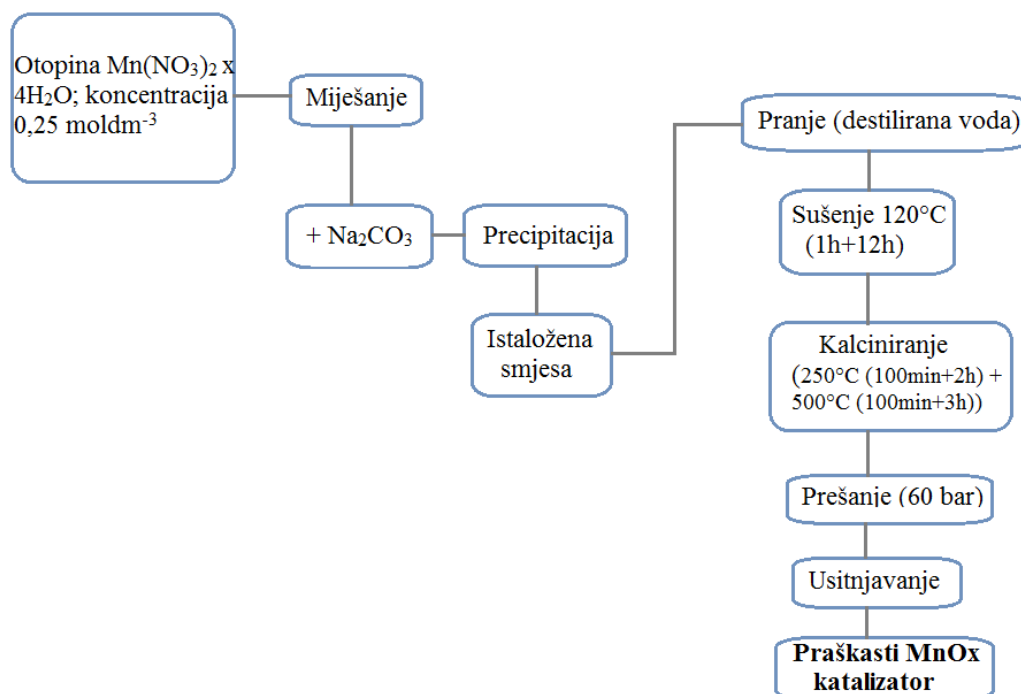 Otopina Mn(NO₃)₂ x
4H₂O; koncentracija
0,25 moldm⁻³
Miješanje
+ Na₂CO₃
Precipitacija
Istaložena
smjesa
Pranje (destilirana voda)
Sušenje 120°C
(1h+12h)
Kalciniranje
(250°C (100min+2h) +
500°C (100min+3h))
Prešanje (60 bar)
Usitnjavanje
Praškasti MnOx
katalizator